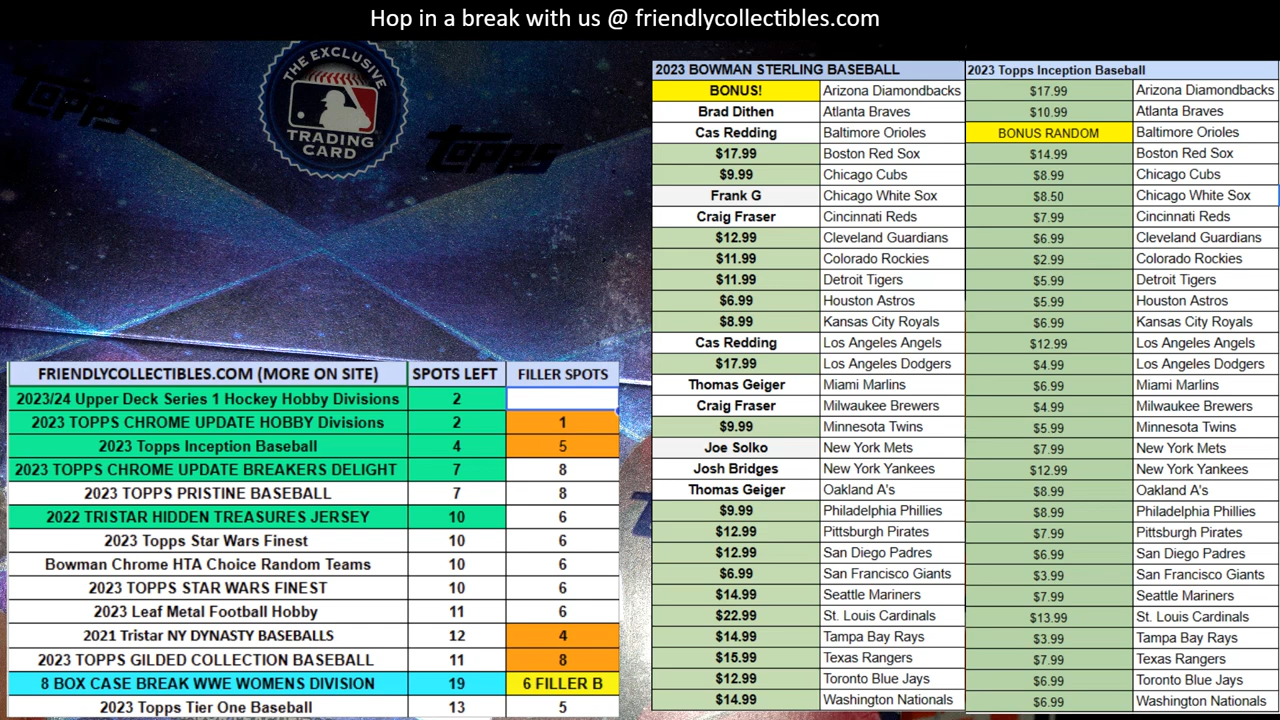 Hop in a break with us @ friendlycollectibles.com
THE EXCLUSIVE
TRADING
CARD
topps
topps
FRIENDLYCOLLECTIBLES.COM (MORE ON SITE) SPOTS LEFT FILLER SPOTS
2023/24 Upper Deck Series 1 Hockey Hobby Divisions 2
2023 TOPPS CHROME UPDATE HOBBY Divisions 2 1
2023 Topps Inception Baseball 4 5
2023 TOPPS CHROME UPDATE BREAKERS DELIGHT 7 8
2023 TOPPS PRISTINE BASEBALL 7 8
2022 TRISTAR HIDDEN TREASURES JERSEY 10 6
2023 Topps Star Wars Finest 10 6
Bowman Chrome HTA Choice Random Teams 10 6
2023 TOPPS STAR WARS FINEST 10 6
2023 Leaf Metal Football Hobby 11 6
2021 Tristar NY DYNASTY BASEBALLS 12 4
2023 TOPPS GILDED COLLECTION BASEBALL 11 8
8 BOX CASE BREAK WWE WOMENS DIVISION 19 6 FILLER B
2023 Topps Tier One Baseball 13 5
2023 BOWMAN STERLING BASEBALL 2023 Topps Inception Baseball
BONUS! Arizona Diamondbacks $17.99 Arizona Diamondbacks
Brad Dithen Atlanta Braves $10.99 Atlanta Braves
Cas Redding Baltimore Orioles BONUS RANDOM Baltimore Orioles
$17.99 Boston Red Sox $14.99 Boston Red Sox
$9.99 Chicago Cubs $8.99 Chicago Cubs
Frank G Chicago White Sox $8.50 Chicago White Sox
Craig Fraser Cincinnati Reds $7.99 Cincinnati Reds
$12.99 Cleveland Guardians $6.99 Cleveland Guardians
$11.99 Colorado Rockies $2.99 Colorado Rockies
$11.99 Detroit Tigers $5.99 Detroit Tigers
$6.99 Houston Astros $5.99 Houston Astros
$8.99 Kansas City Royals $6.99 Kansas City Royals
Cas Redding Los Angeles Angels $12.99 Los Angeles Angels
$17.99 Los Angeles Dodgers $4.99 Los Angeles Dodgers
Thomas Geiger Miami Marlins $6.99 Miami Marlins
Craig Fraser Milwaukee Brewers $4.99 Milwaukee Brewers
$9.99 Minnesota Twins $5.99 Minnesota Twins
Joe Solko New York Mets $7.99 New York Mets
Josh Bridges New York Yankees $12.99 New York Yankees
Thomas Geiger Oakland A's $8.99 Oakland A's
$9.99 Philadelphia Phillies $8.99 Philadelphia Phillies
$12.99 Pittsburgh Pirates $7.99 Pittsburgh Pirates
$12.99 San Diego Padres $6.99 San Diego Padres
$6.99 San Francisco Giants $3.99 San Francisco Giants
$14.99 Seattle Mariners $7.99 Seattle Mariners
$22.99 St. Louis Cardinals $13.99 St. Louis Cardinals
$14.99 Tampa Bay Rays $3.99 Tampa Bay Rays
$15.99 Texas Rangers $7.99 Texas Rangers
$12.99 Toronto Blue Jays $6.99 Toronto Blue Jays
$14.99 Washington Nationals $6.99 Washington Nationals